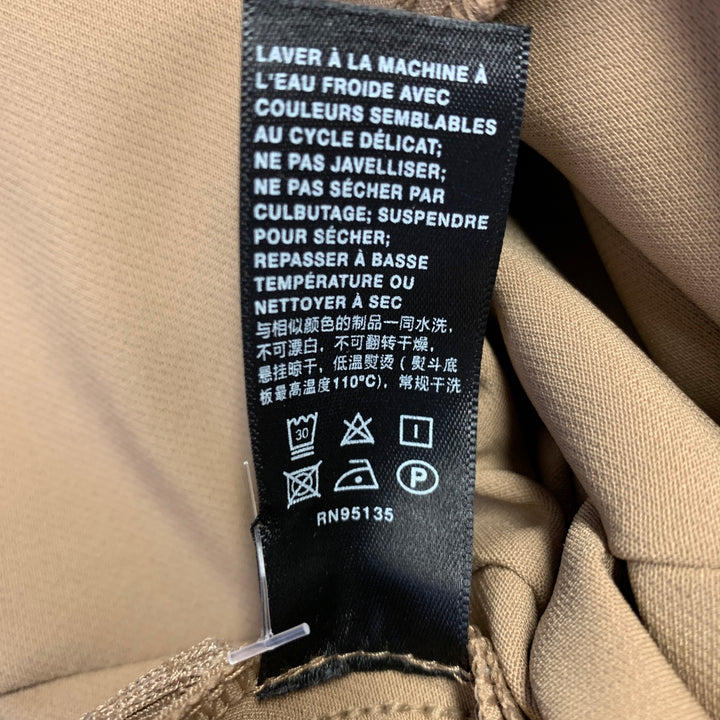 LAVER À LA MACHINE À
L'EAU FROIDE AVEC
COULEURS SEMBLABLES
AU CYCLE DÉLICAT;
NE PAS JAVELLISER;
NE PAS SÉCHER PAR
CULBUTAGE; SUSPENDRE
POUR SÉCHER;
REPASSER À BASSE
TEMPÉRATURE OU
NETTOYER À SEC
与相似颜色的制品一同水洗,
不可漂白, 不可翻转干燥,
悬挂晾干, 低温熨烫 ( 熨斗底
板最高温度110°C), 常规干洗
30
P
RN95135